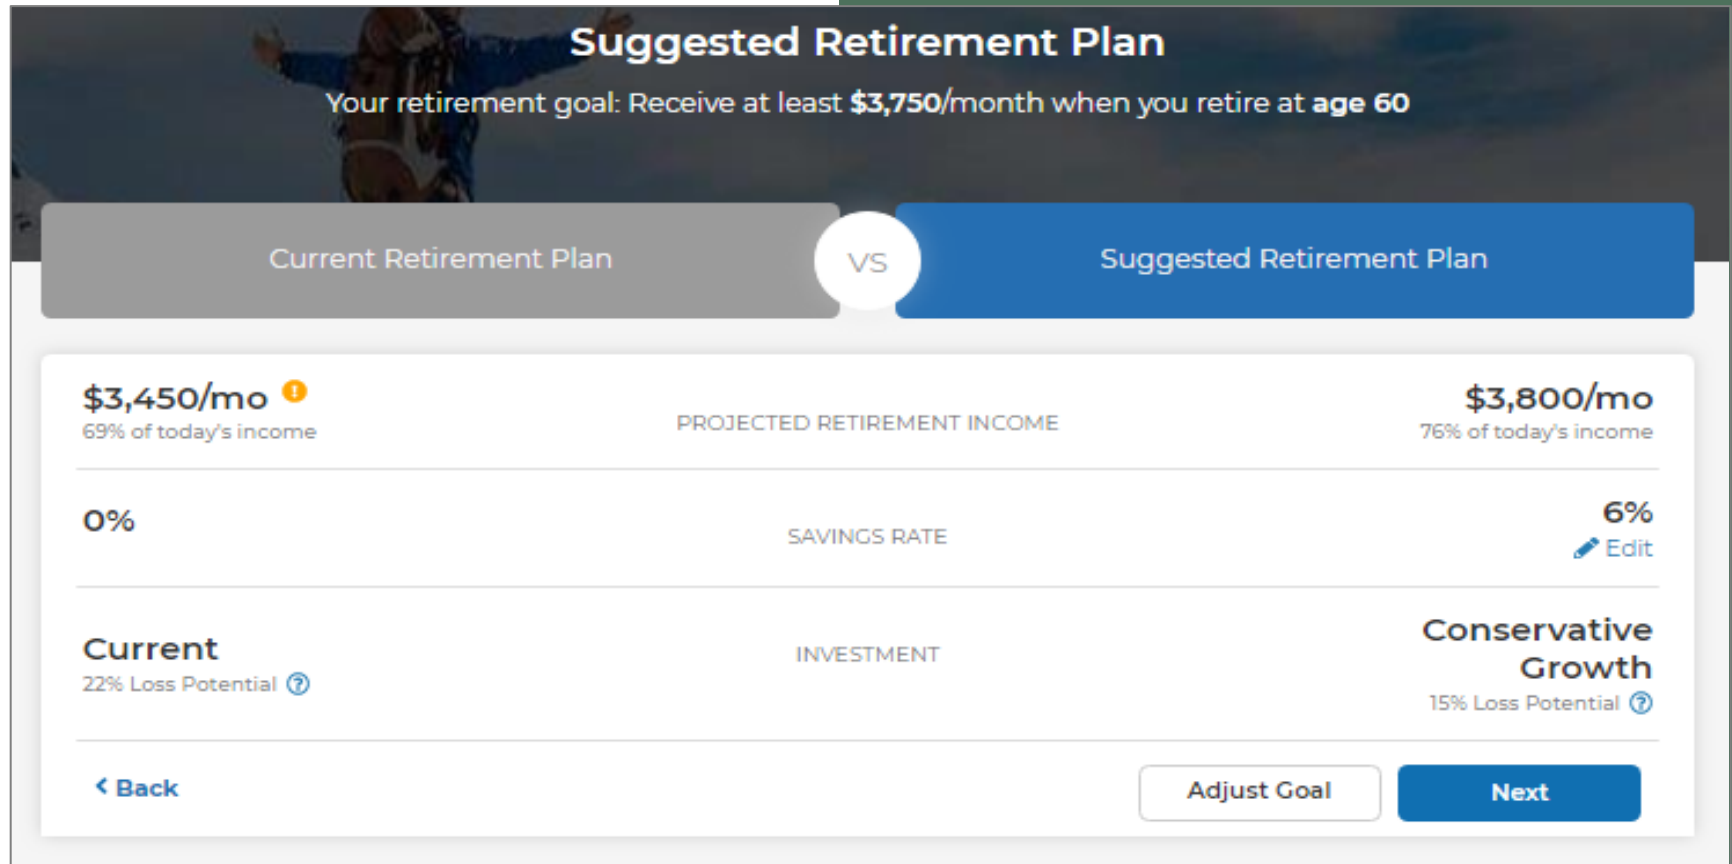 Suggested Retirement Plan
Your retirement goal: Receive at least $3,750/month when you retire at age 60
Current Retirement Plan
VS
Suggested Retirement Plan
$3,450/mo
69% of today's income
PROJECTED RETIREMENT INCOME
$3,800/mo
76% of today's income
0%
SAVINGS RATE
6%
Edit
Current
22% Loss Potential
INVESTMENT
Conservative
Growth
15% Loss Potential
Back
Adjust Goal
Next